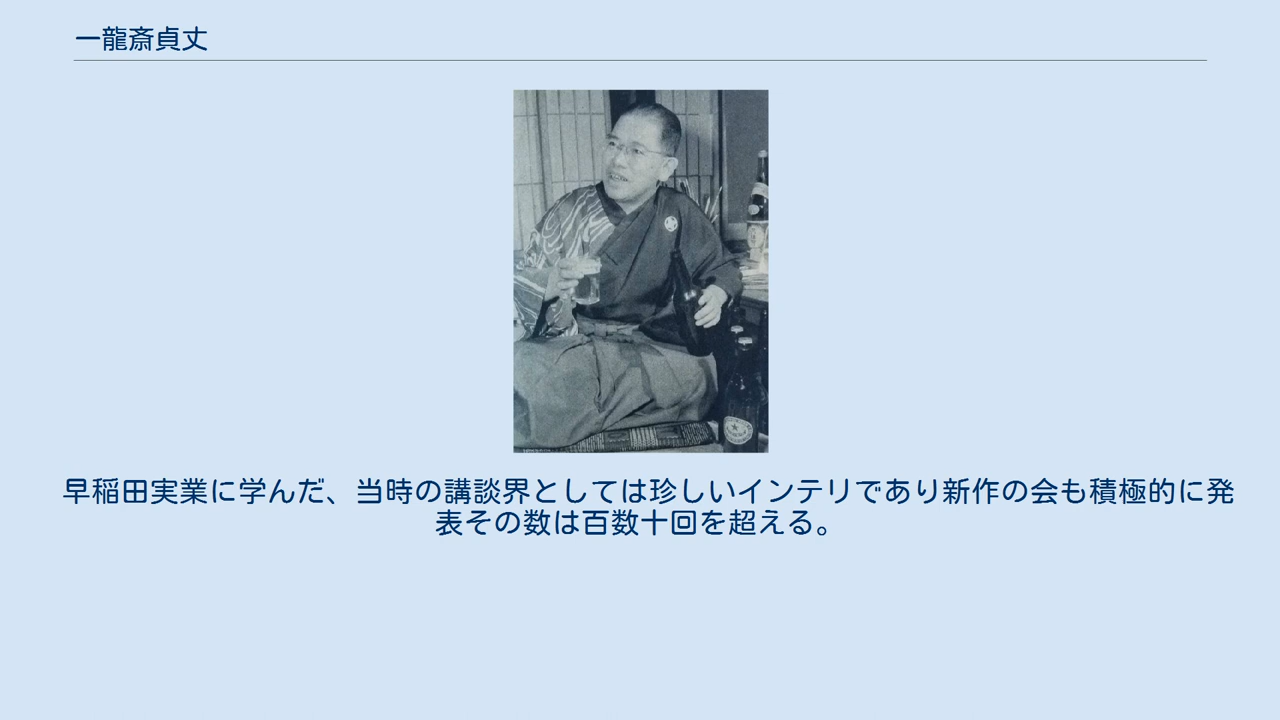 一龍斎貞丈
早稲田実業に学んだ、当時の講談界としては珍しいインテリであり新作の会も積極的に発
表その数は百数十回を超える。